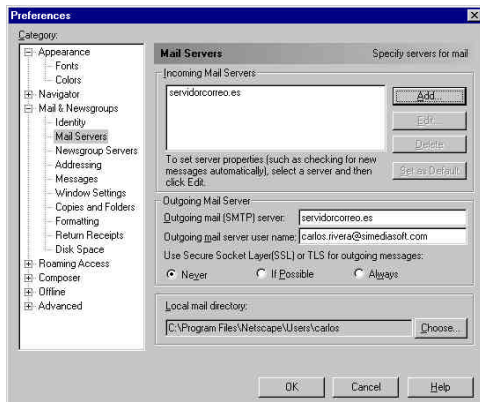 Preferences
Category:
Appearance
Fonts
Colors
Navigator
Mail & Newsgroups
Identity
Mail Servers
Newsgroup Servers
Addressing
Messages
Window Settings
Copies and Folders
Formatting
Return Receipts
Disk Space
Roaming Access
Composer
Offline
Advanced
Mail Servers Specify servers for mail
Incoming Mail Servers
servidorcorreo.es
Add...
Edit...
Delete
Set as Default
To set server properties (such as checking for new
messages automatically), select a server and then
click Edit.
Outgoing Mail Server
Outgoing mail (SMTP) server: servidorcorreo.es
Outgoing mail server user name: carlos.rivera@simediasoft.com
Use Secure Socket Layer(SSL) or TLS for outgoing messages:
Never If Possible Always
Local mail directory:
C:\Program Files\Netscape\Users\carlos Choose...
OK Cancel Help